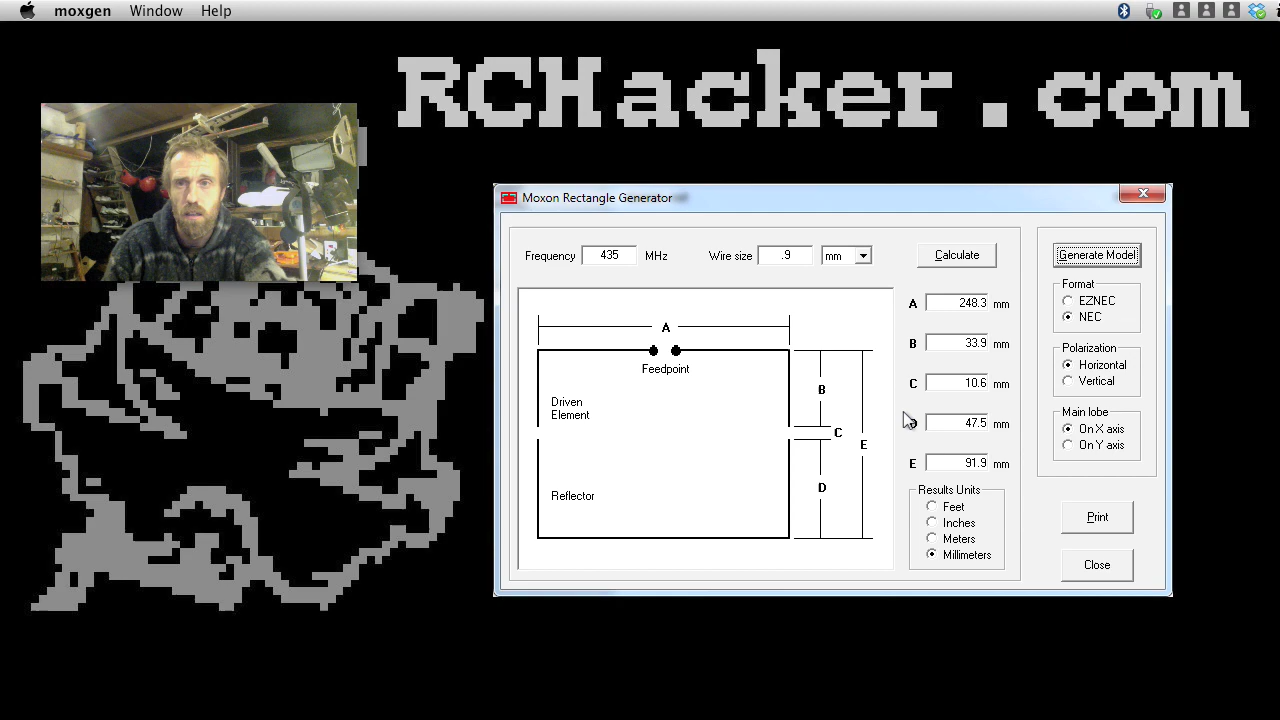 moxgen Window Help
RCHacker.com
Moxon Rectangle Generator
Frequency 435 MHz Wire size .9 mm Calculate
A
Feedpoint
Driven
Element
B
C
E
Reflector
D
A 248.3 mm
B 33.9 mm
C 10.6 mm
47.5 mm
E 91.9 mm
Results Units
Feet
Inches
Meters
Millimeters
Generate Model
Format
EZNEC
NEC
Polarization
Horizontal
Vertical
Main lobe
On X axis
On Y axis
Print
Close